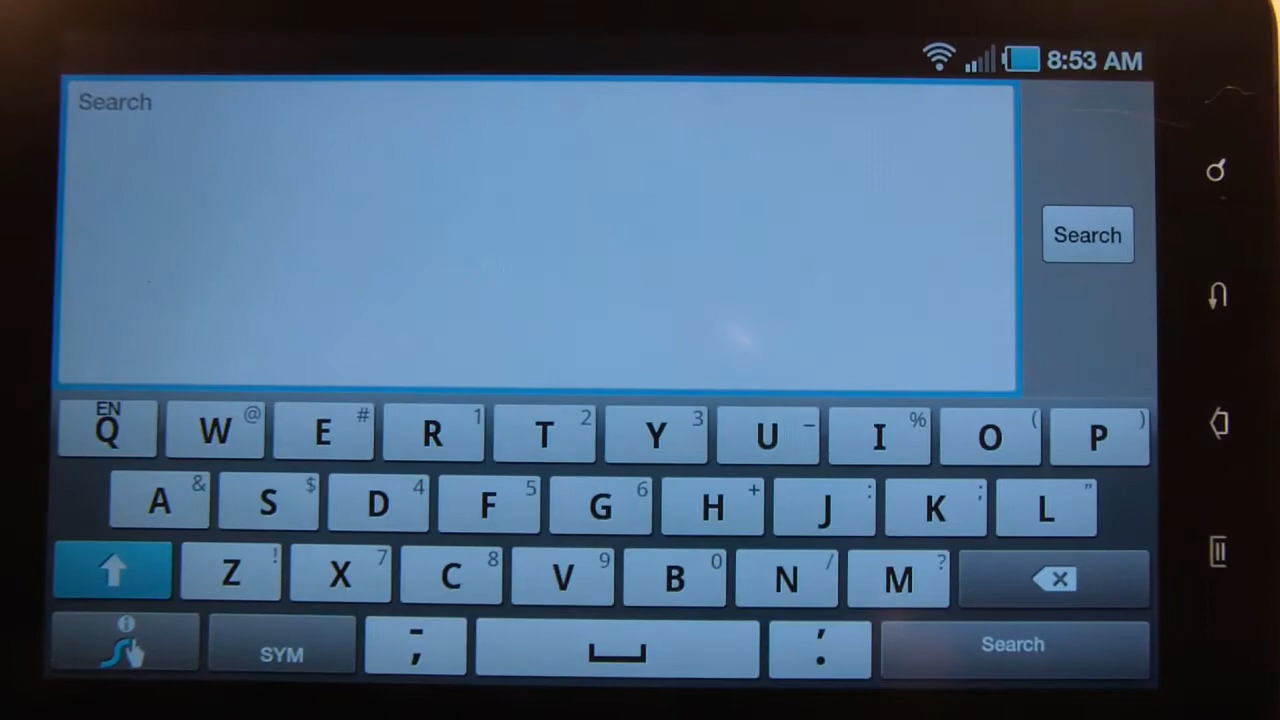 8:53 AM
Search
Search
EN
Q W @ E # R 1 T 2 Y 3 U _ I % O ( P )
A & S $ D 4 F 5 G 6 H + J : K ; L "
Z ! X 7 C 8 V 9 B 0 N / M ?
SYM - , ' . Search